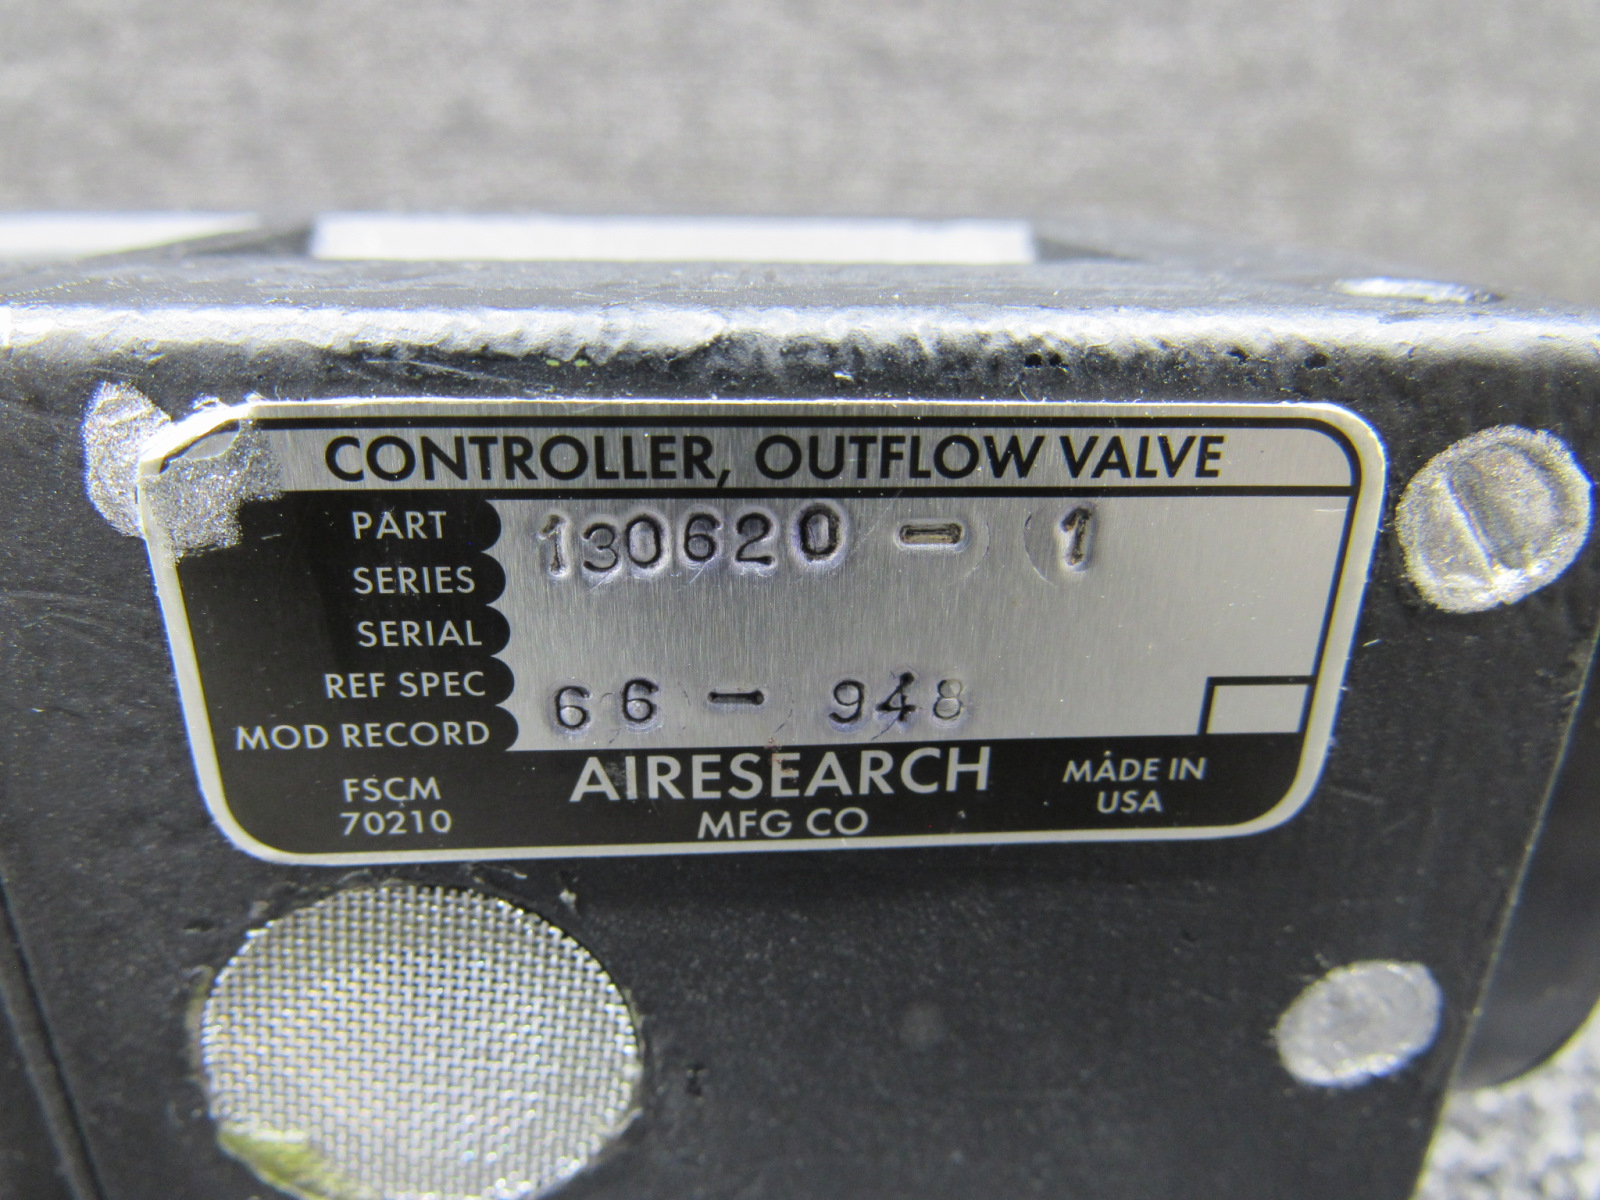 CONTROLLER, OUTFLOW VALVE
PART 130620 - 1
SERIES
SERIAL
REF SPEC 66 - 948
MOD RECORD
FSCM
70210
AIRESEARCH
MFG CO
MADE IN
USA